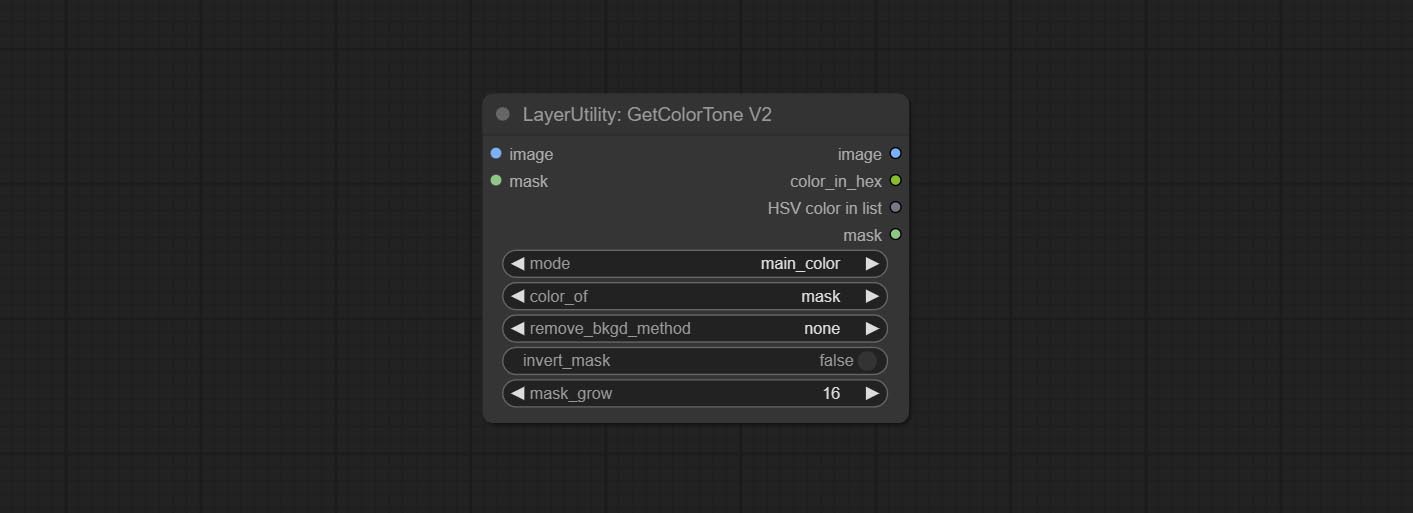 LayerUtility: GetColorTone V2
image image
mask color_in_hex
HSV color in list
mask
mode main_color
color_of mask
remove_bkgd_method none
invert_mask false
mask_grow 16